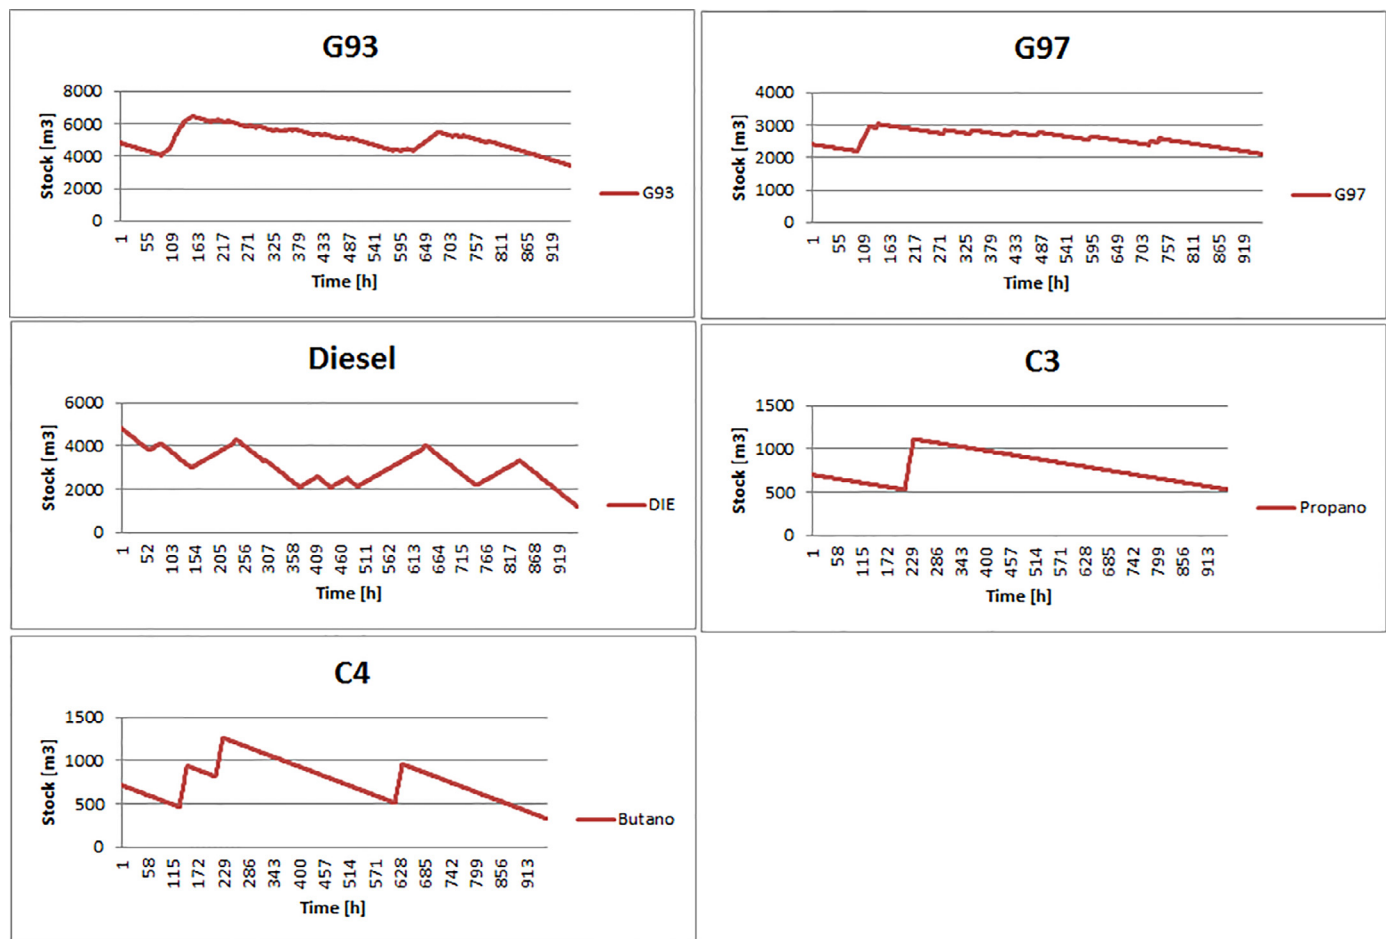 G93
Stock [m3]
8000
6000
4000
2000
0
1 55 109 163 217 271 325 379 433 487 541 595 649 703 757 811 865 919
Time [h]
G93
G97
Stock [m3]
4000
3000
2000
1000
0
1 55 109 163 217 271 325 379 433 487 541 595 649 703 757 811 865 919
Time [h]
G97
Diesel
Stock [m3]
6000
4000
2000
0
1 52 103 154 205 256 307 358 409 460 511 562 613 664 715 766 817 868 919
Time [h]
DIE
C3
Stock [m3]
1500
1000
500
0
1 58 115 172 229 286 343 400 457 514 571 628 685 742 799 856 913
Time [h]
Propano
C4
Stock [m3]
1500
1000
500
0
1 58 115 172 229 286 343 400 457 514 571 628 685 742 799 856 913
Time [h]
Butano